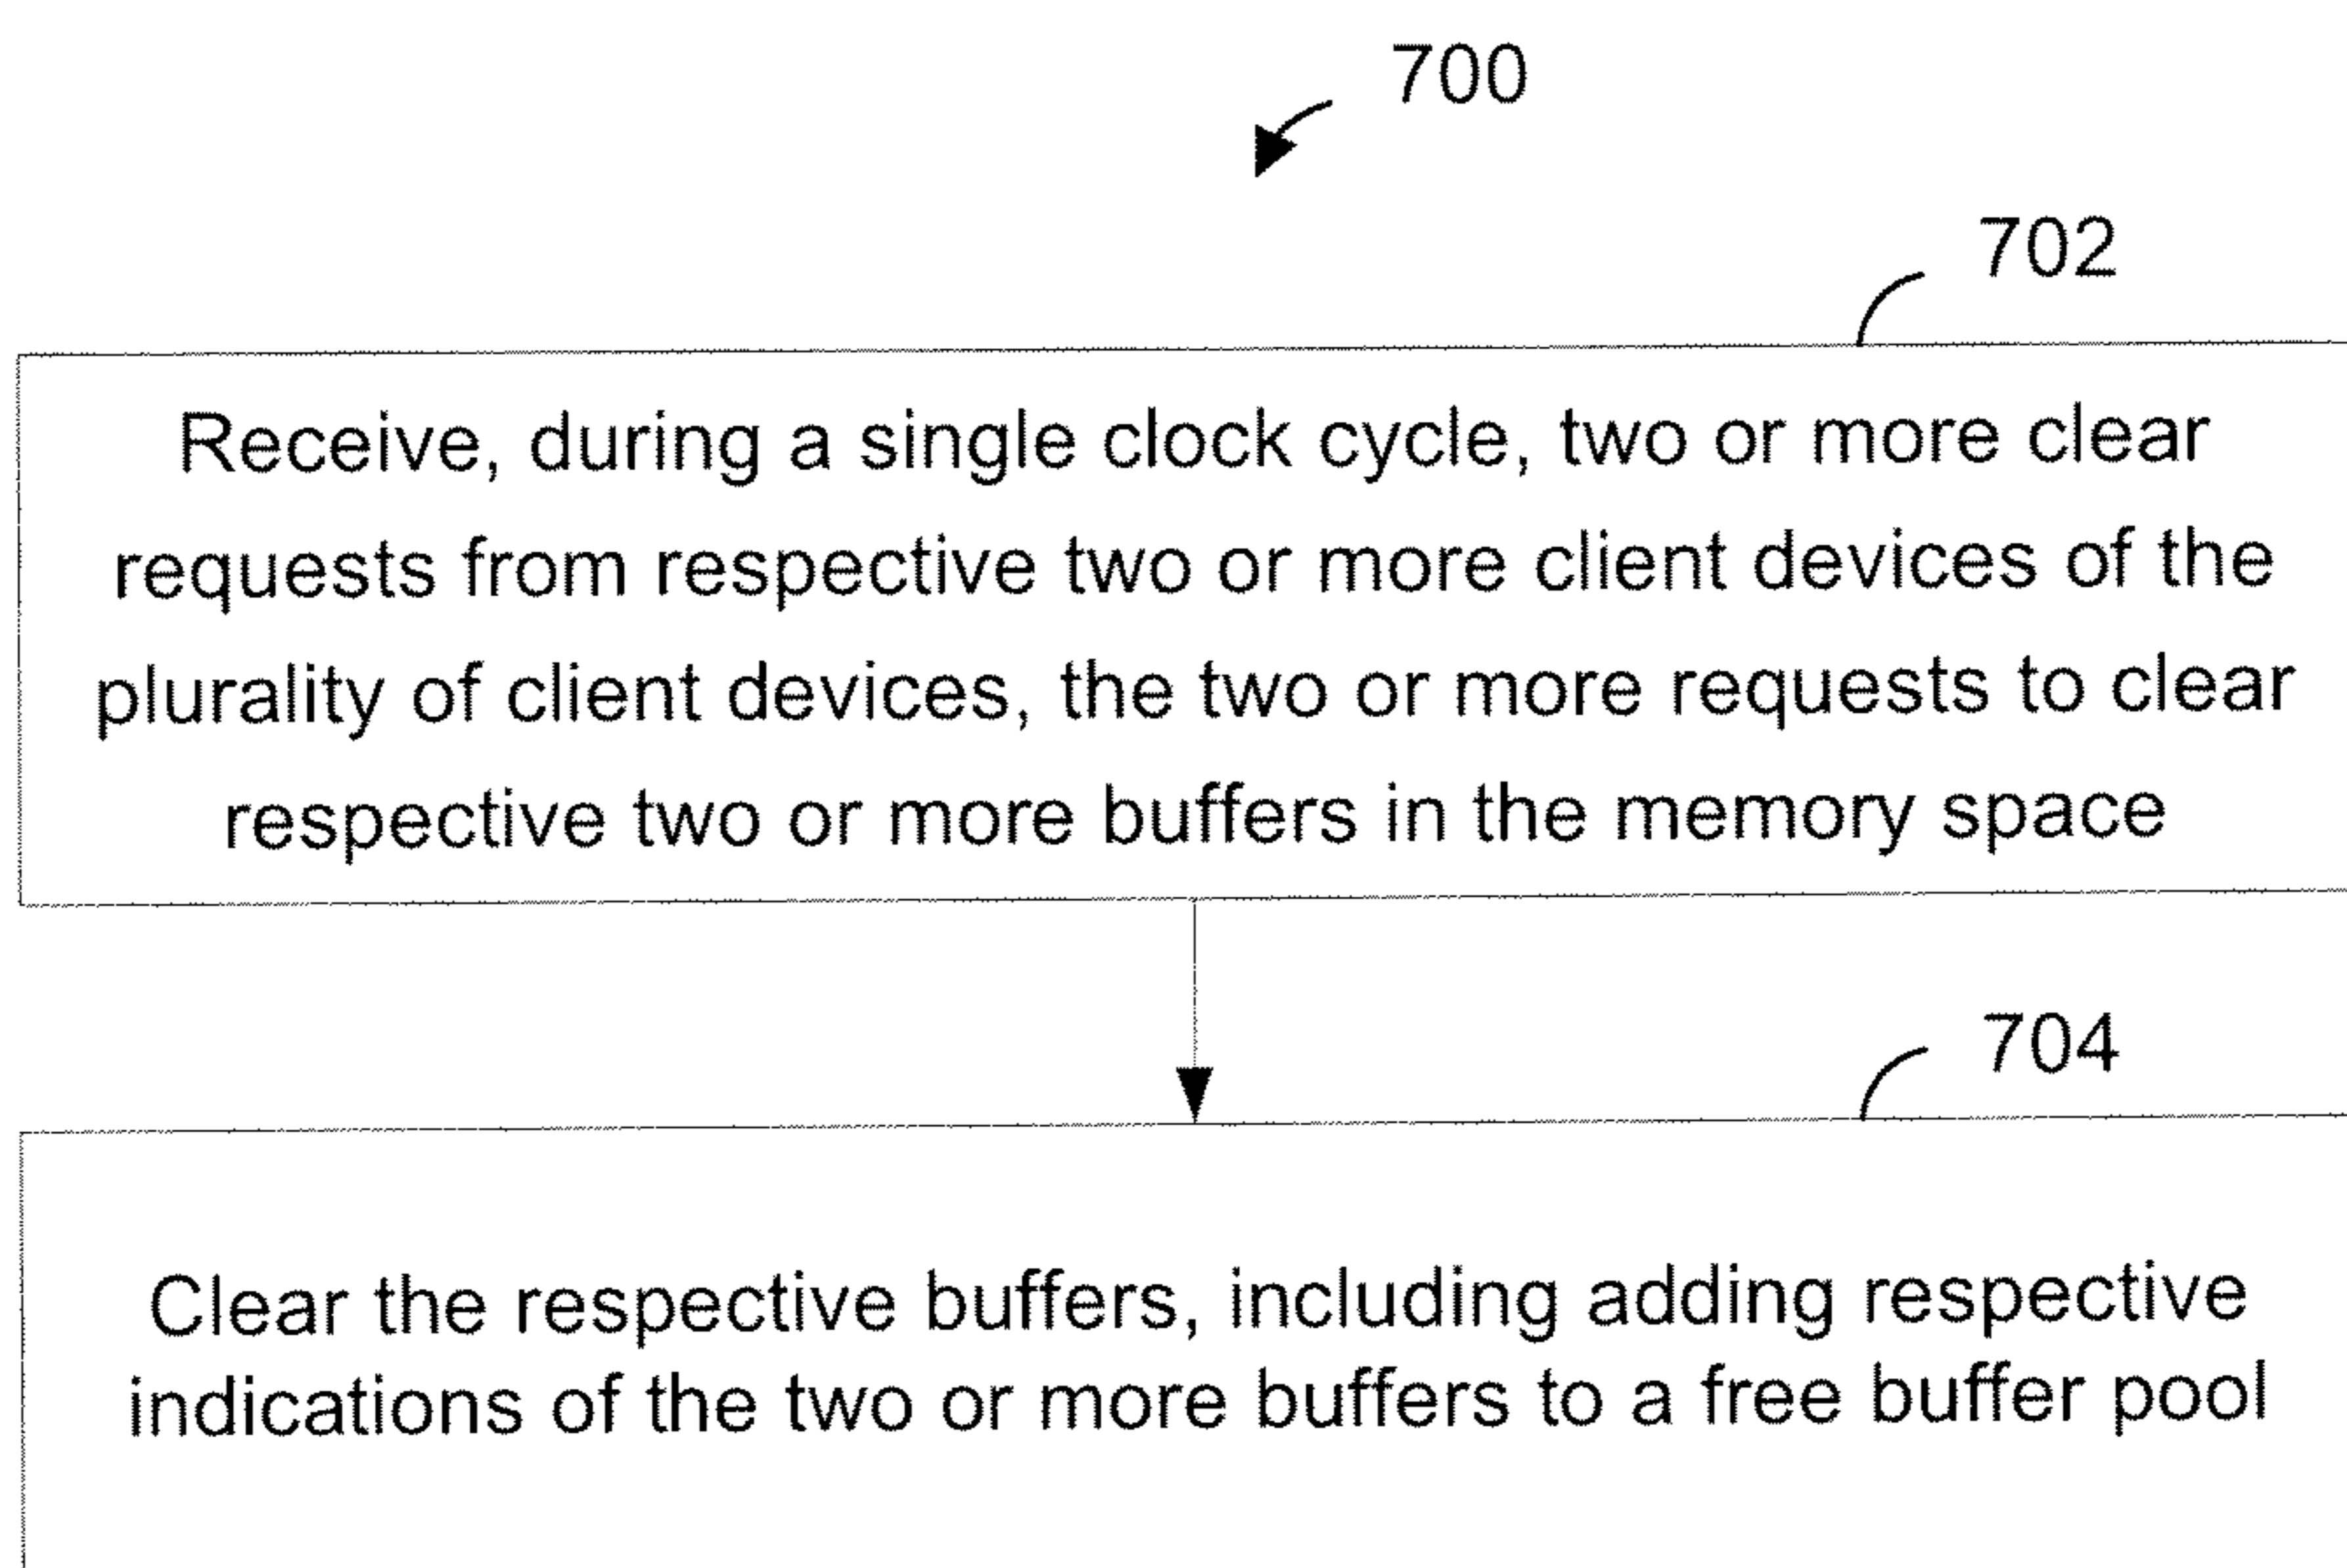 700
702
Receive, during a single clock cycle, two or more clear
requests from respective two or more client devices of the
plurality of client devices, the two or more requests to clear
respective two or more buffers in the memory space
704
Clear the respective buffers, including adding respective
indications of the two or more buffers to a free buffer pool